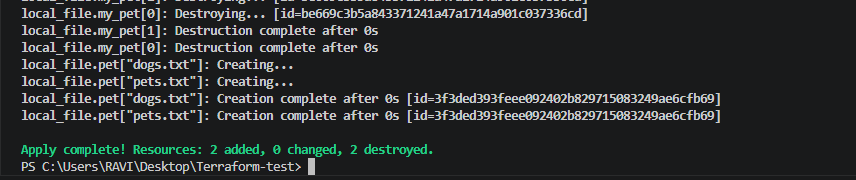 local_file.my_pet[0]: Destroying... [id=be669c3b5a843371241a47a1714a901c037336cd]
local_file.my_pet[1]: Destruction complete after 0s
local_file.my_pet[0]: Destruction complete after 0s
local_file.pet["dogs.txt"]: Creating...
local_file.pet["pets.txt"]: Creating...
local_file.pet["dogs.txt"]: Creation complete after 0s [id=3f3ded393feee092402b829715083249ae6cfb69]
local_file.pet["pets.txt"]: Creation complete after 0s [id=3f3ded393feee092402b829715083249ae6cfb69]
Apply complete! Resources: 2 added, 0 changed, 2 destroyed.
PS C:\Users\RAVI\Desktop\Terraform-test>